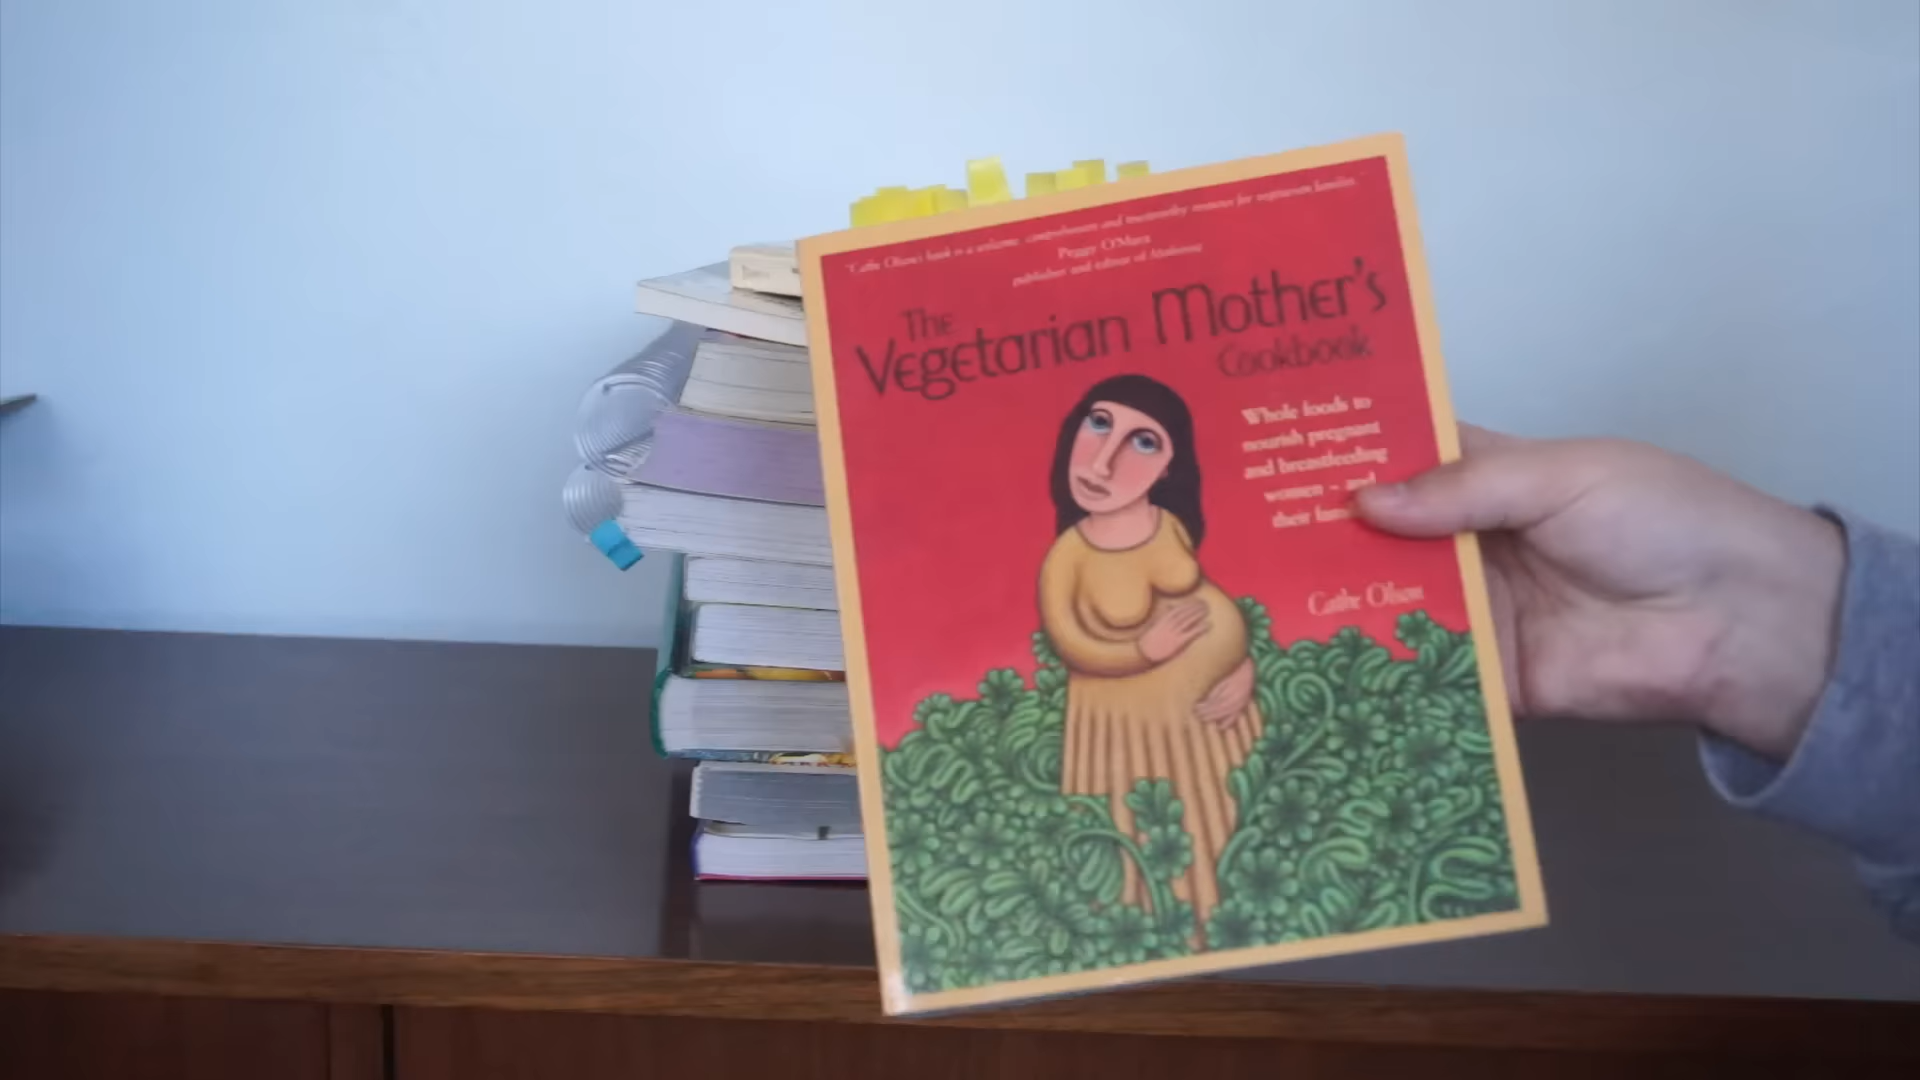 "Cathe Olson's book is a welcome, comprehensive and trustworthy resource for vegetarian families."
Peggy O'Mara
publisher and editor of Mothering
The
Vegetarian Mother's
Cookbook
Whole foods to
nourish pregnant
and breastfeeding
women ~ and
their
Cathe Olson